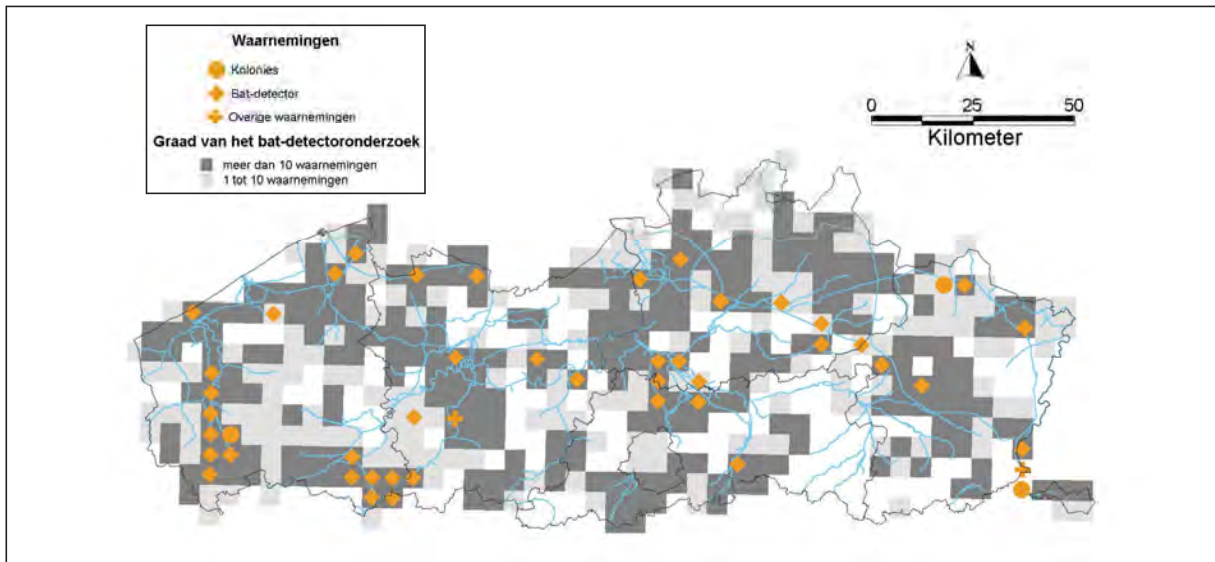 Waarnemingen
Kolonies
Bat-detector
Overige waarnemingen
Graad van het bat-detectoronderzoek
meer dan 10 waarnemingen
1 tot 10 waarnemingen
N
0 25 50
Kilometer